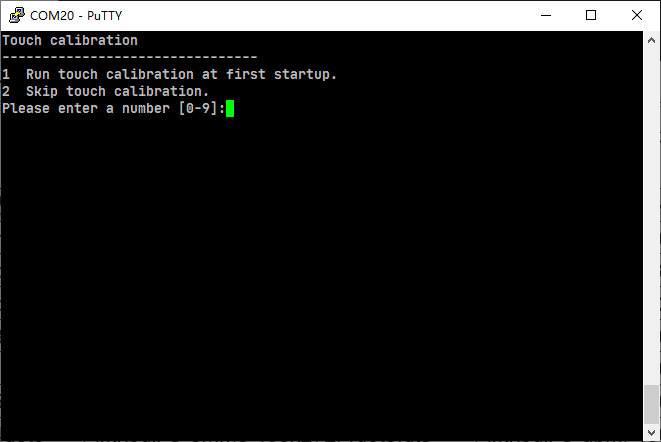 COM20 - PuTTY
Touch calibration
--------------------------------
1  Run touch calibration at first startup.
2  Skip touch calibration.
Please enter a number [0-9]: